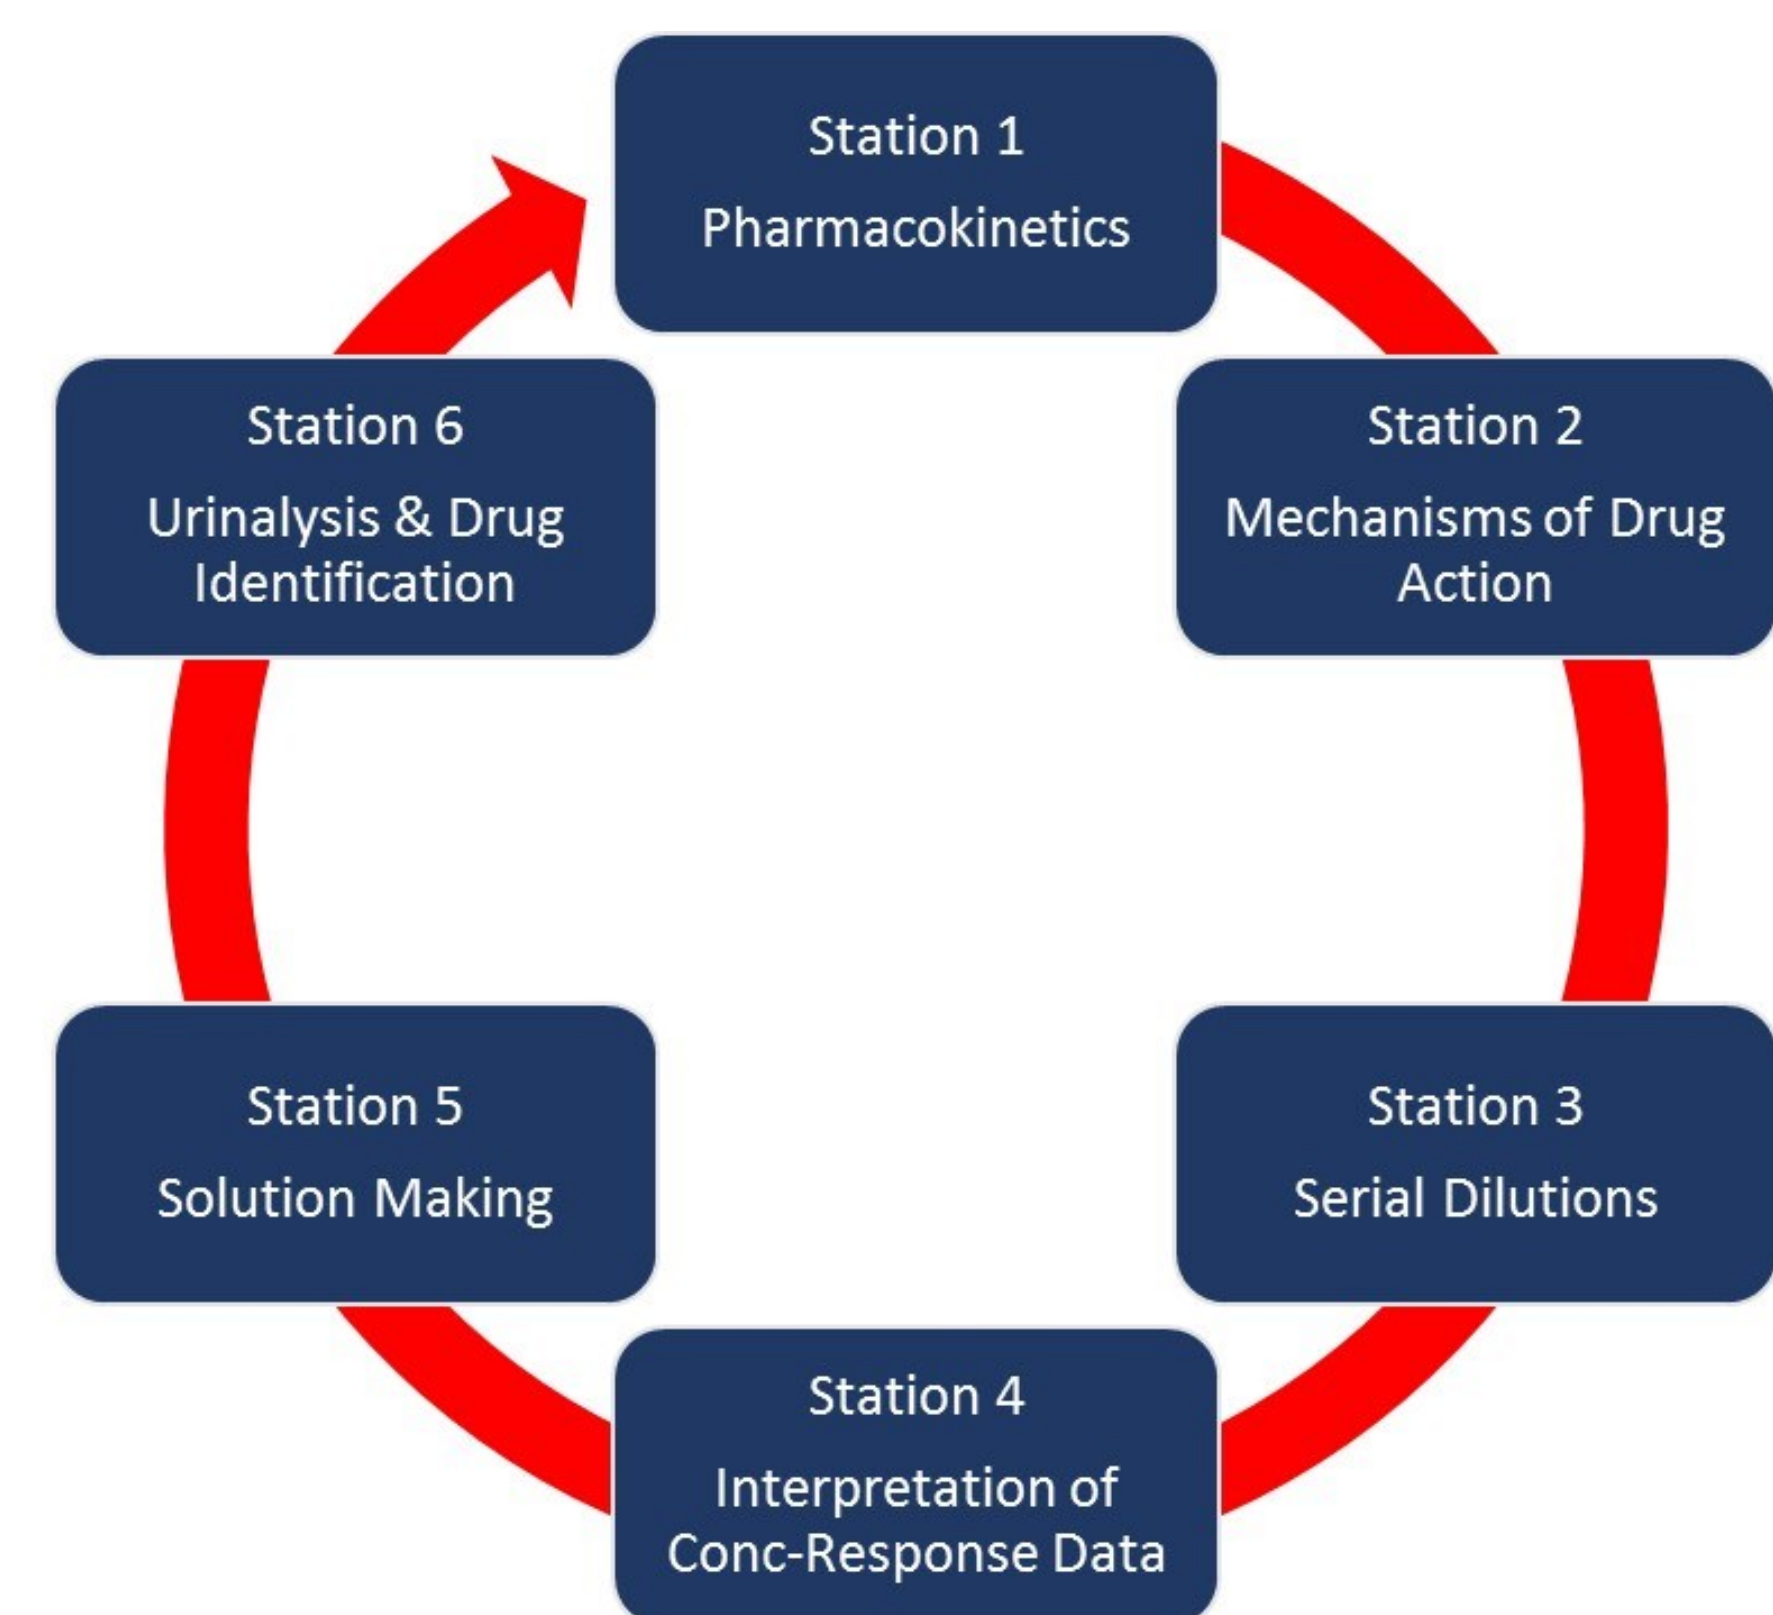 Station 1
Pharmacokinetics
Station 2
Mechanisms of Drug
Action
Station 3
Serial Dilutions
Station 4
Interpretation of
Conc-Response Data
Station 5
Solution Making
Station 6
Urinalysis & Drug
Identification